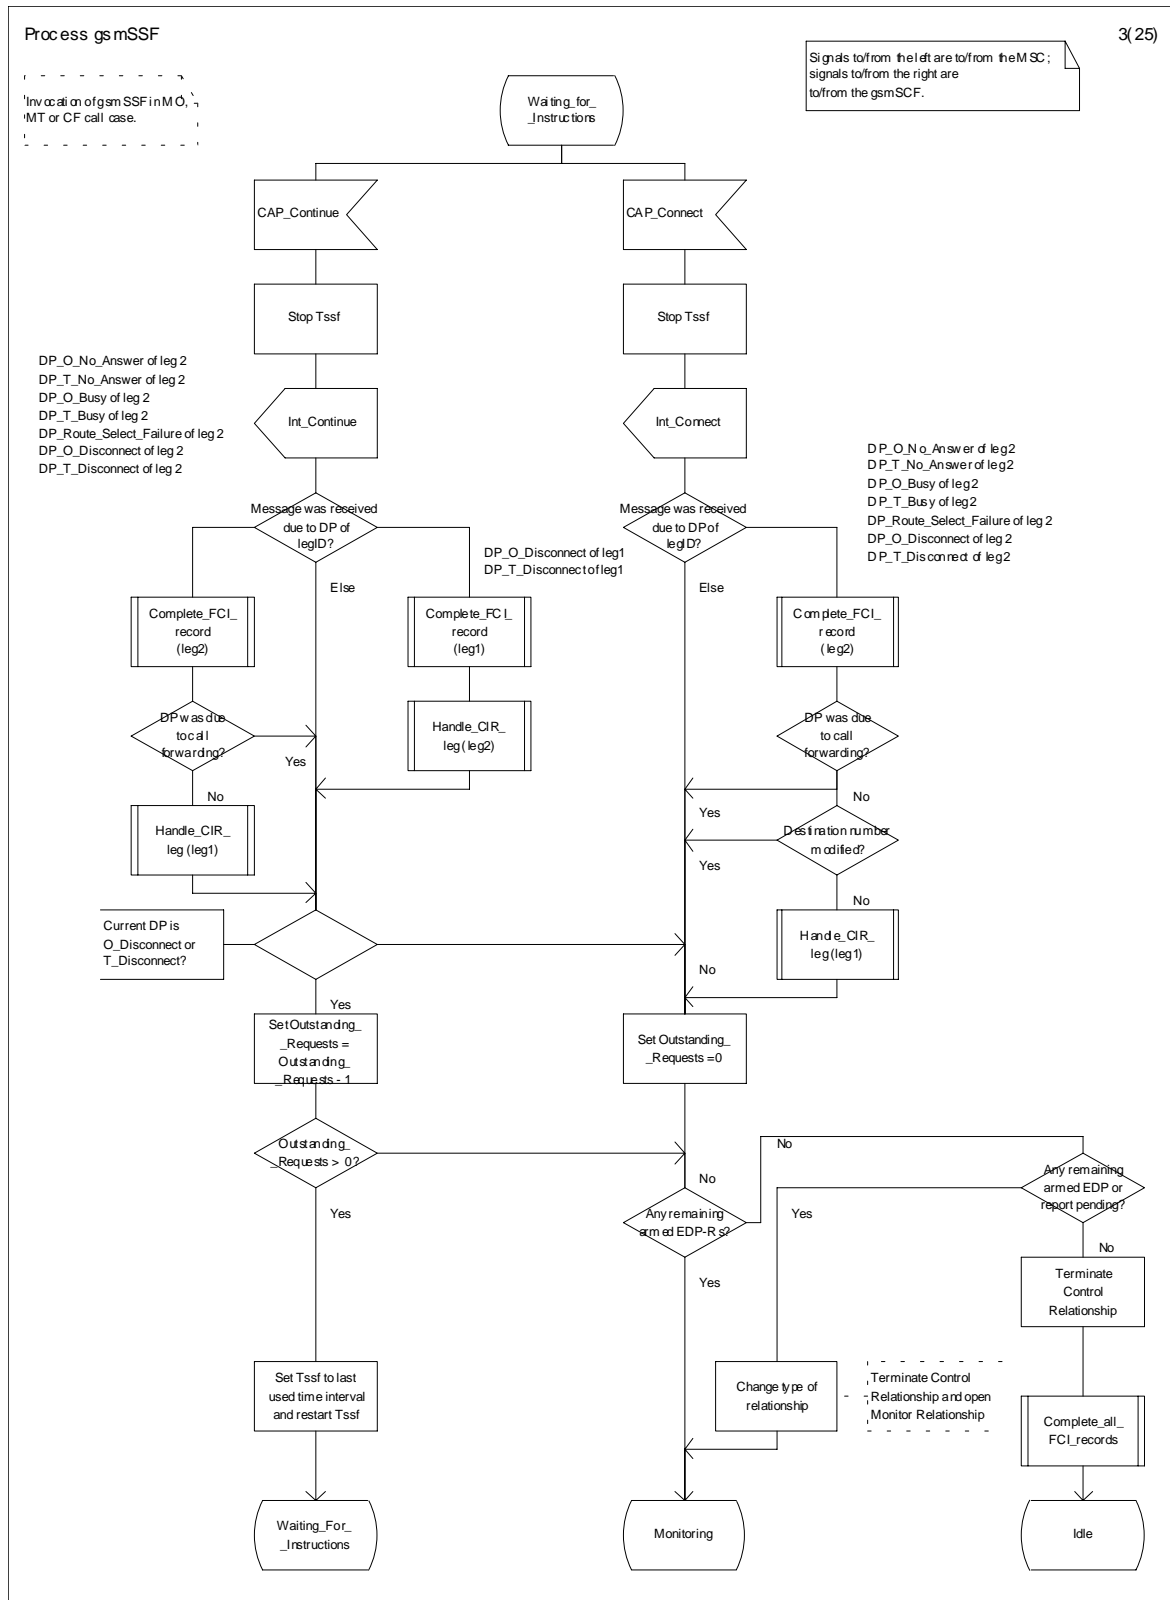 Process gsmSSF
3(25)
Invocation of gsmSSF in MO,
MT or CF call case.
Signals to/from the left are to/from the MSC;
signals to/from the right are
to/from the gsmSCF.
Waiting_for_
_Instructions
CAP_Continue
CAP_Connect
Stop Tssf
Stop Tssf
DP_O_No_Answer of leg 2
DP_T_No_Answer of leg 2
DP_O_Busy of leg 2
DP_T_Busy of leg 2
DP_Route_Select_Failure of leg 2
DP_O_Disconnect of leg 2
DP_T_Disconnect of leg 2
Int_Continue
Int_Connect
DP_O_No_Answer of leg2
DP_T_No_Answer of leg2
DP_O_Busy of leg2
DP_T_Busy of leg2
DP_Route_Select_Failure of leg2
DP_O_Disconnect of leg2
DP_T_Disconnect of leg2
Message was received
due to DP of
legID?
Message was received
due to DP of
legID?
DP_O_Disconnect of leg1
DP_T_Disconnect of leg1
Else
Else
Complete_FCI_
record
(leg2)
Complete_FCI_
record
(leg1)
Complete_FCI_
record
(leg2)
DP was due
to call
forwarding?
Yes
No
Handle_CIR_
leg (leg2)
DP was due
to call
forwarding?
Yes
No
Handle_CIR_
leg (leg1)
Destination number
modified?
Yes
No
Current DP is
O_Disconnect or
T_Disconnect?
Handle_CIR_
leg (leg1)
No
Yes
Set Outstanding_
_Requests =
Outstanding_
_Requests - 1
Set Outstanding_
_Requests =0
Outstanding_
_Requests > 0?
No
Yes
No
Any remaining
armed EDP-Rs?
Yes
Any remaining
armed EDP or
report pending?
Yes
No
Terminate
Control
Relationship
Set Tssf to last
used time interval
and restart Tssf
Change type of
relationship
Terminate Control
Relationship and open
Monitor Relationship
Complete_all_
FCI_records
Waiting_For_
_Instructions
Monitoring
Idle